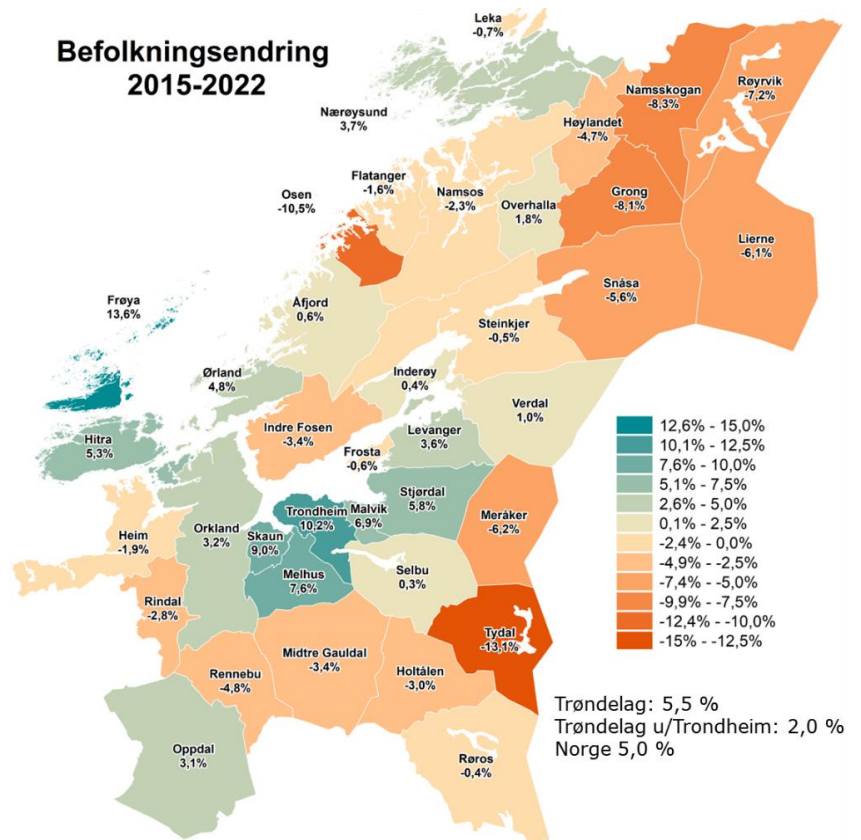 Befolkningsendring
2015-2022
Leka
-0,7%
Nærøysund
3,7%
Namsskogan
-8,3%
Røyrvik
-7,2%
Høylandet
-4,7%
Flatanger
-1,6%
Namsos
-2,3%
Overhalla
1,8%
Grong
-8,1%
Osen
-10,5%
Lierne
-6,1%
Snåsa
-5,6%
Frøya
13,6%
Åfjord
0,6%
Steinkjer
-0,5%
Ørland
4,8%
Inderøy
0,4%
Verdal
1,0%
Indre Fosen
-3,4%
Levanger
3,6%
Hitra
5,3%
Frosta
-0,6%
Stjørdal
5,8%
Meråker
-6,2%
Trondheim
10,2%
Malvik
6,9%
Heim
-1,9%
Orkland
3,2%
Skaun
9,0%
Melhus
7,6%
Selbu
0,3%
Rindal
-2,8%
Tydal
-13,1%
Midtre Gauldal
-3,4%
Rennebu
-4,8%
Holtålen
-3,0%
Oppdal
3,1%
Røros
-0,4%
12,6% - 15,0%
10,1% - 12,5%
7,6% - 10,0%
5,1% - 7,5%
2,6% - 5,0%
0,1% - 2,5%
-2,4% - 0,0%
-4,9% - -2,5%
-7,4% - -5,0%
-9,9% - -7,5%
-12,4% - -10,0%
-15% - -12,5%
Trøndelag: 5,5 %
Trøndelag u/Trondheim: 2,0 %
Norge 5,0 %